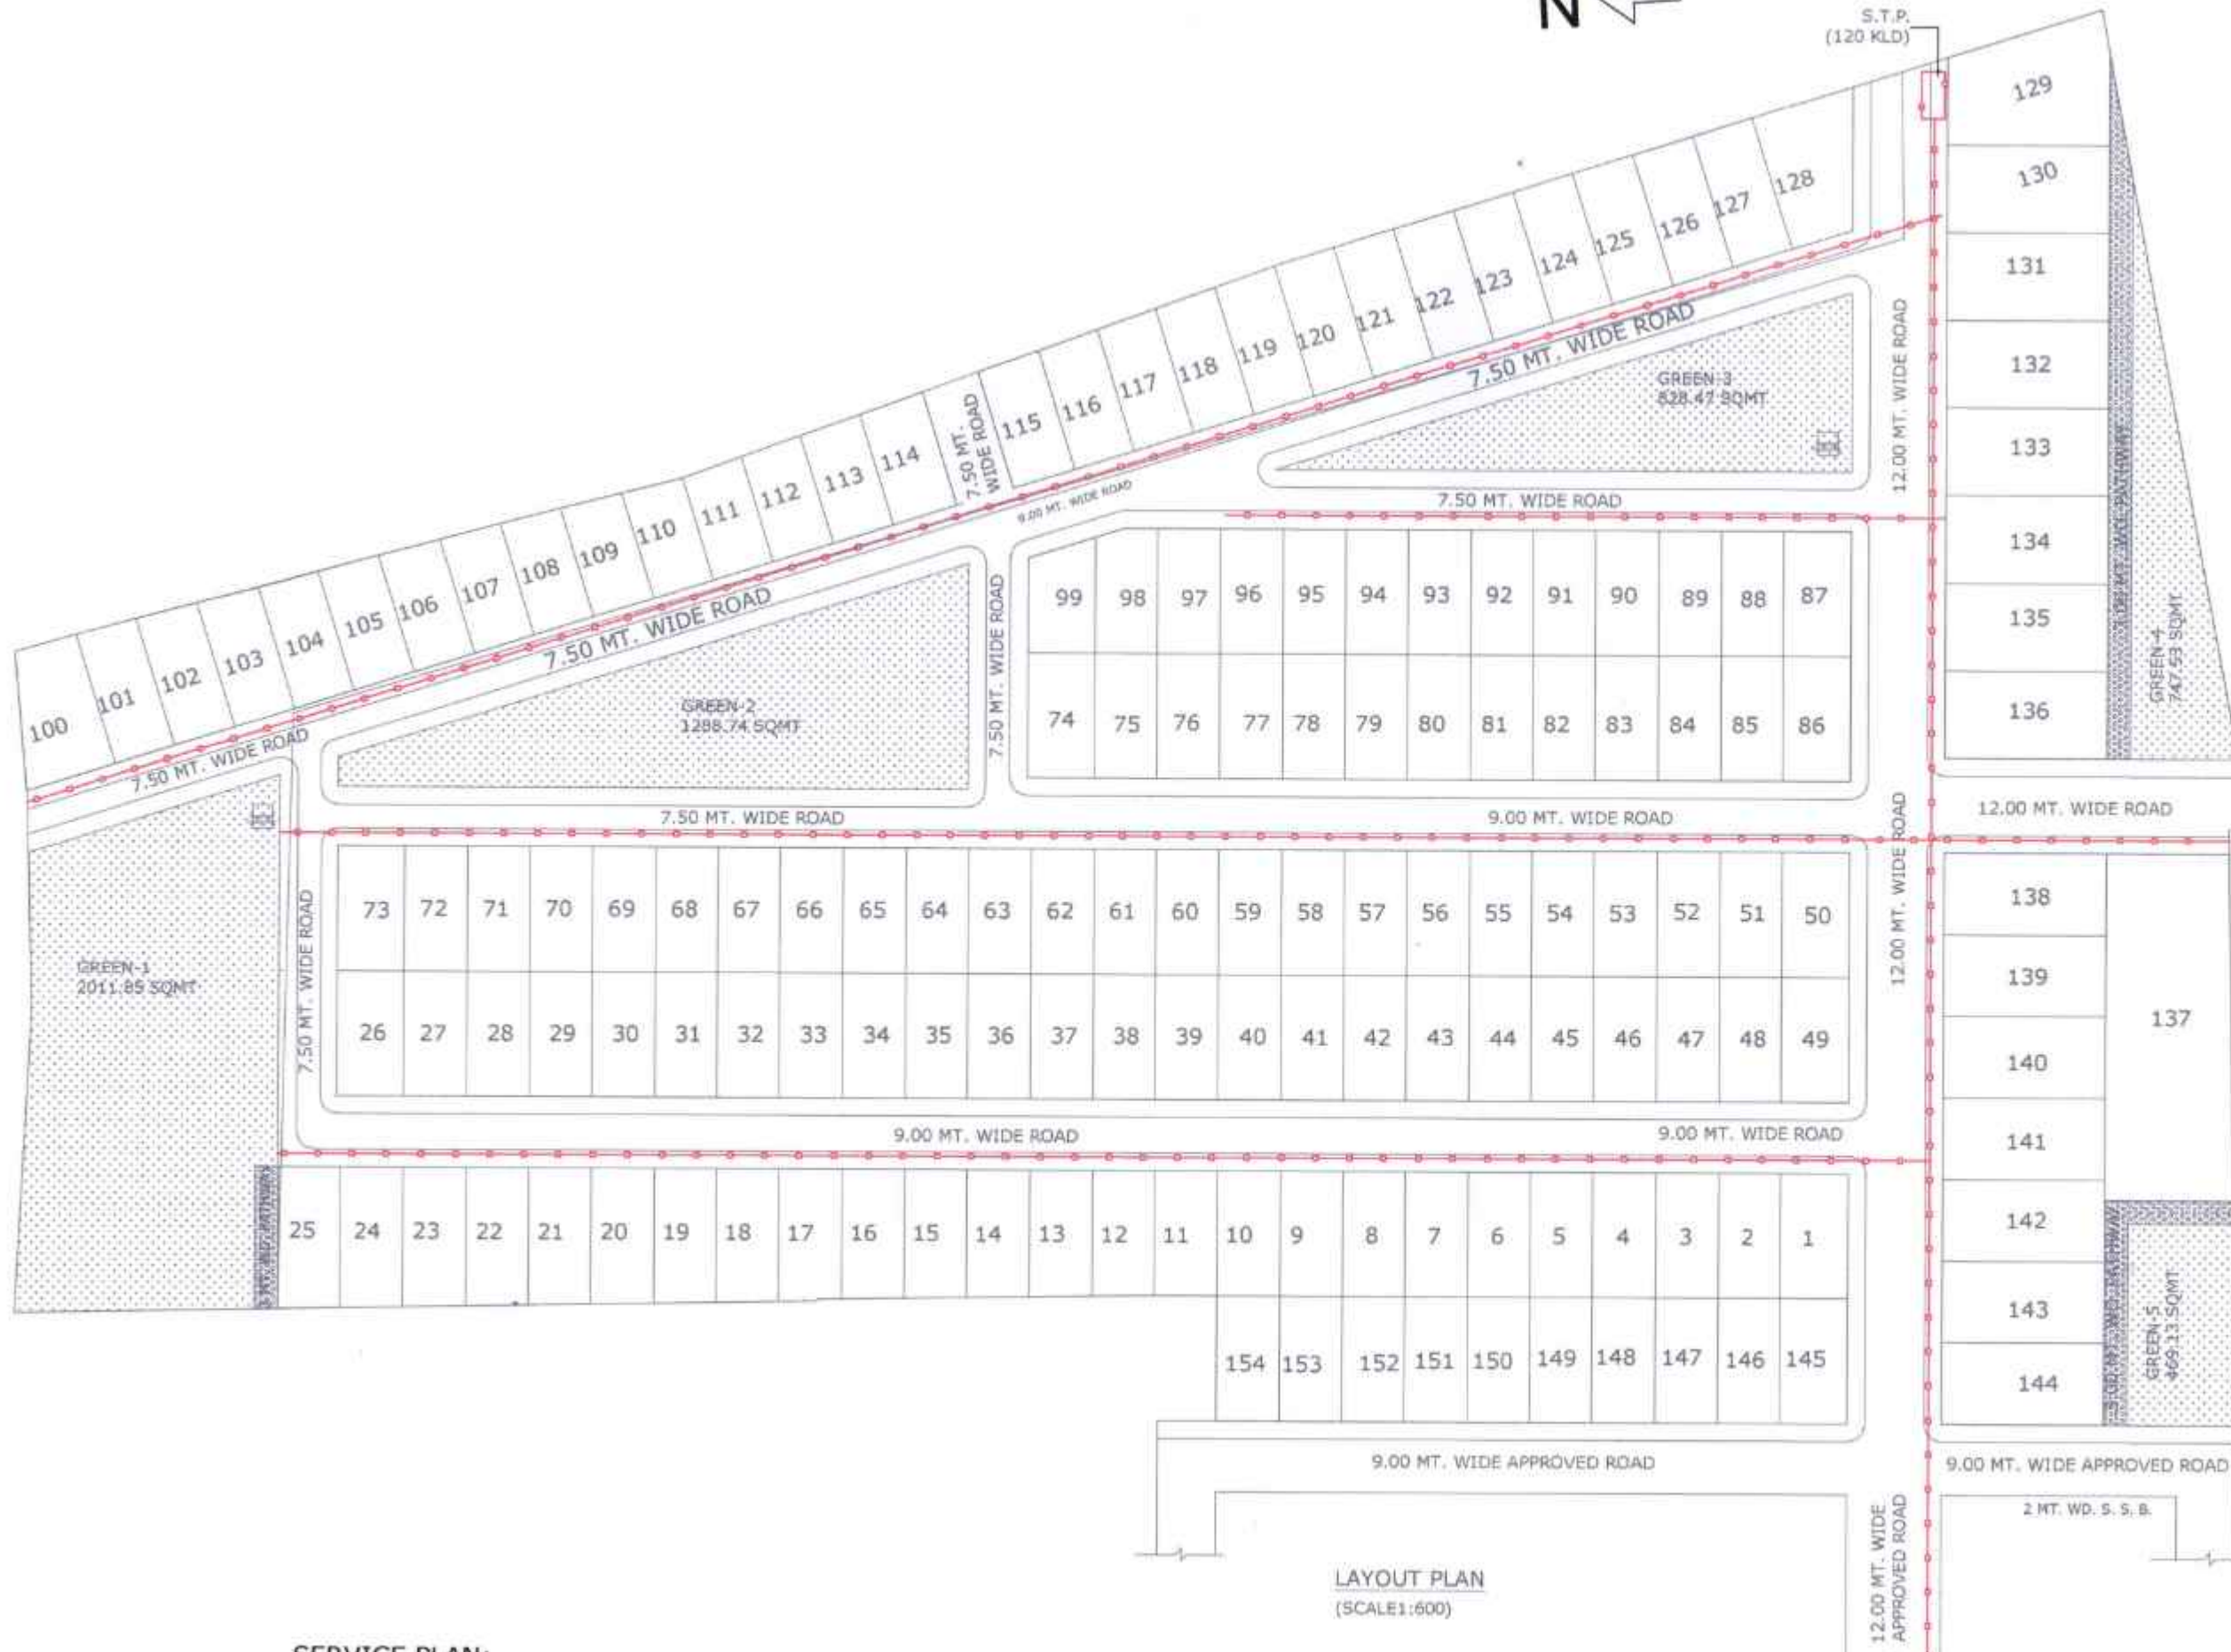 N
S.T.P.
(120 KLD)
129
130
131
132
133
134
135
136
128
127
126
125
124
123
122
121
120
119
118
117
116
115
7.50 MT.
WIDE ROAD
114
113
112
111
110
109
108
107
106
105
104
103
102
101
100
7.50 MT. WIDE ROAD
7.50 MT. WIDE ROAD
9.00 MT. WIDE ROAD
7.50 MT. WIDE ROAD
GREEN-3
828.47 SQMT
7.50 MT. WIDE ROAD
12.00 MT. WIDE ROAD
GREEN-4
747.53 SQMT
GREEN-2
1288.74 SQMT
7.50 MT. WIDE ROAD
99 98 97 96 95 94 93 92 91 90 89 88 87
74 75 76 77 78 79 80 81 82 83 84 85 86
7.50 MT. WIDE ROAD
9.00 MT. WIDE ROAD
12.00 MT. WIDE ROAD
12.00 MT. WIDE ROAD
GREEN-1
2011.85 SQMT
7.50 MT. WIDE ROAD
73 72 71 70 69 68 67 66 65 64 63 62 61 60 59 58 57 56 55 54 53 52 51 50
26 27 28 29 30 31 32 33 34 35 36 37 38 39 40 41 42 43 44 45 46 47 48 49
138
139
140
141
142
143
144
137
9.00 MT. WIDE ROAD
9.00 MT. WIDE ROAD
25 24 23 22 21 20 19 18 17 16 15 14 13 12 11 10 9 8 7 6 5 4 3 2 1
154 153 152 151 150 149 148 147 146 145
GREEN-5
469.13 SQMT
9.00 MT. WIDE APPROVED ROAD
9.00 MT. WIDE APPROVED ROAD
2 MT. WD. S. S. B.
12.00 MT. WIDE
APPROVED ROAD
LAYOUT PLAN
(SCALE1:600)
SERVICE PLAN: